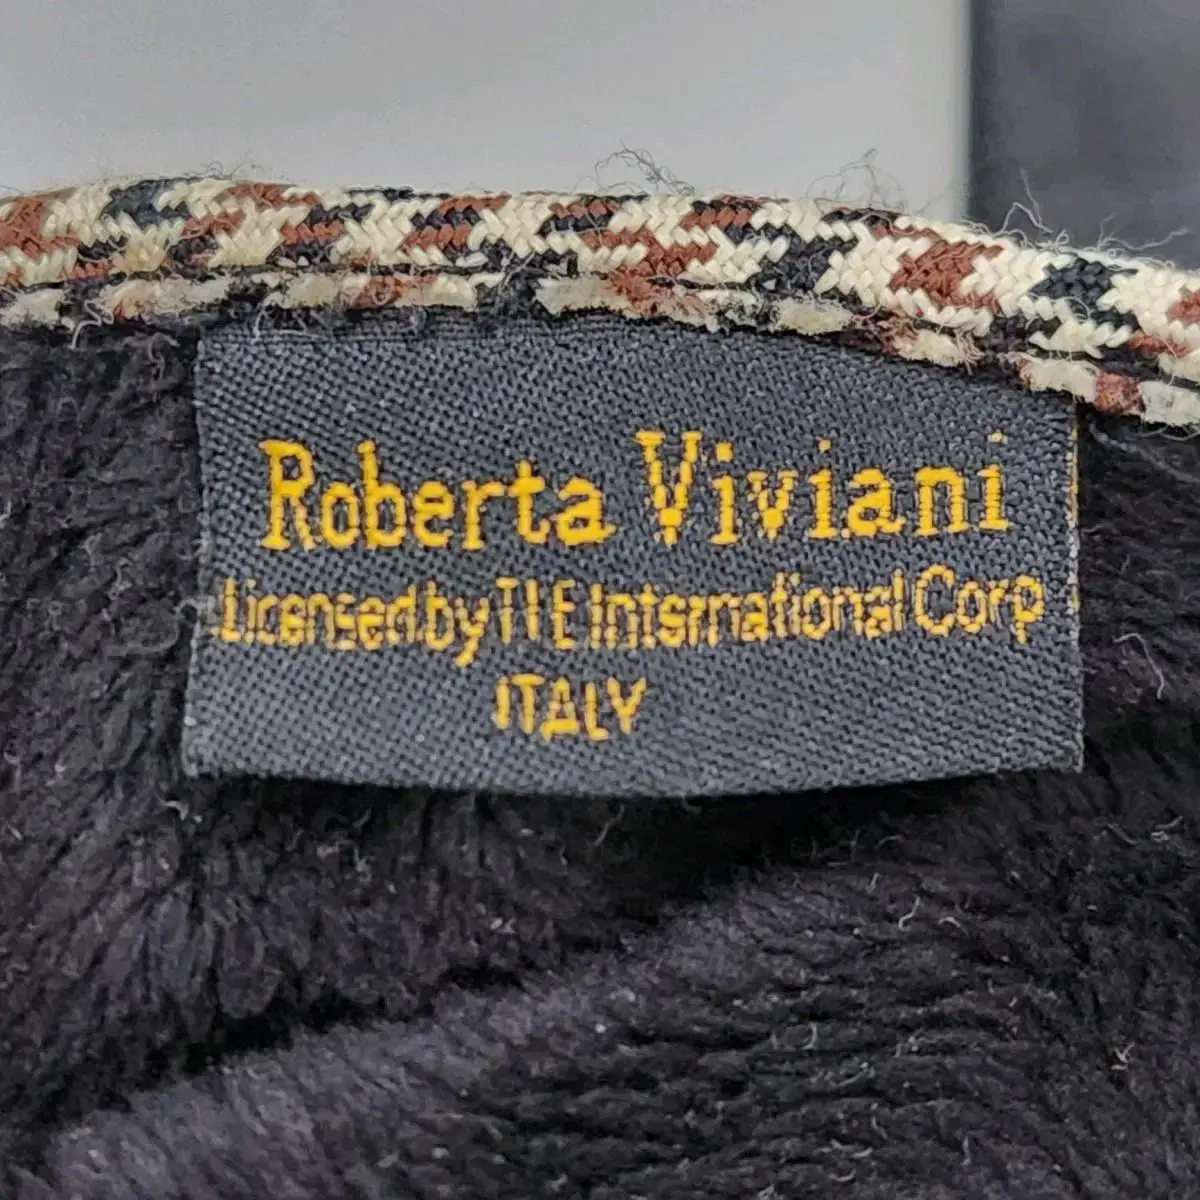 Roberta Viviani
Licensed by TIE International Corp
ITALY